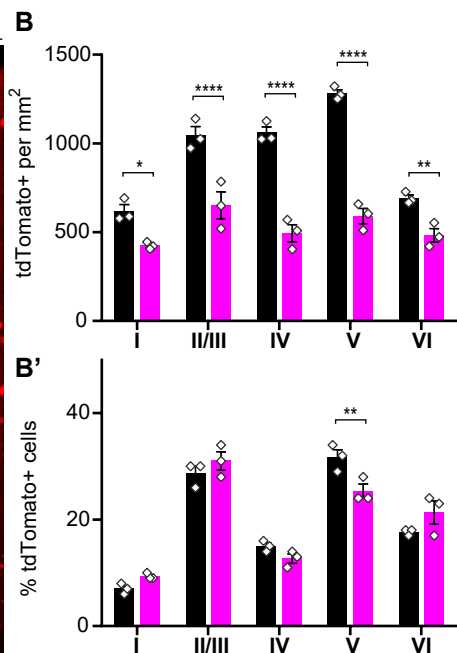 B
tdTomato+ per mm²
1500
1000
500
0
*
****
****
****
**
I II/III IV V VI
B’
% tdTomato+ cells
40
20
0
**
I II/III IV V VI